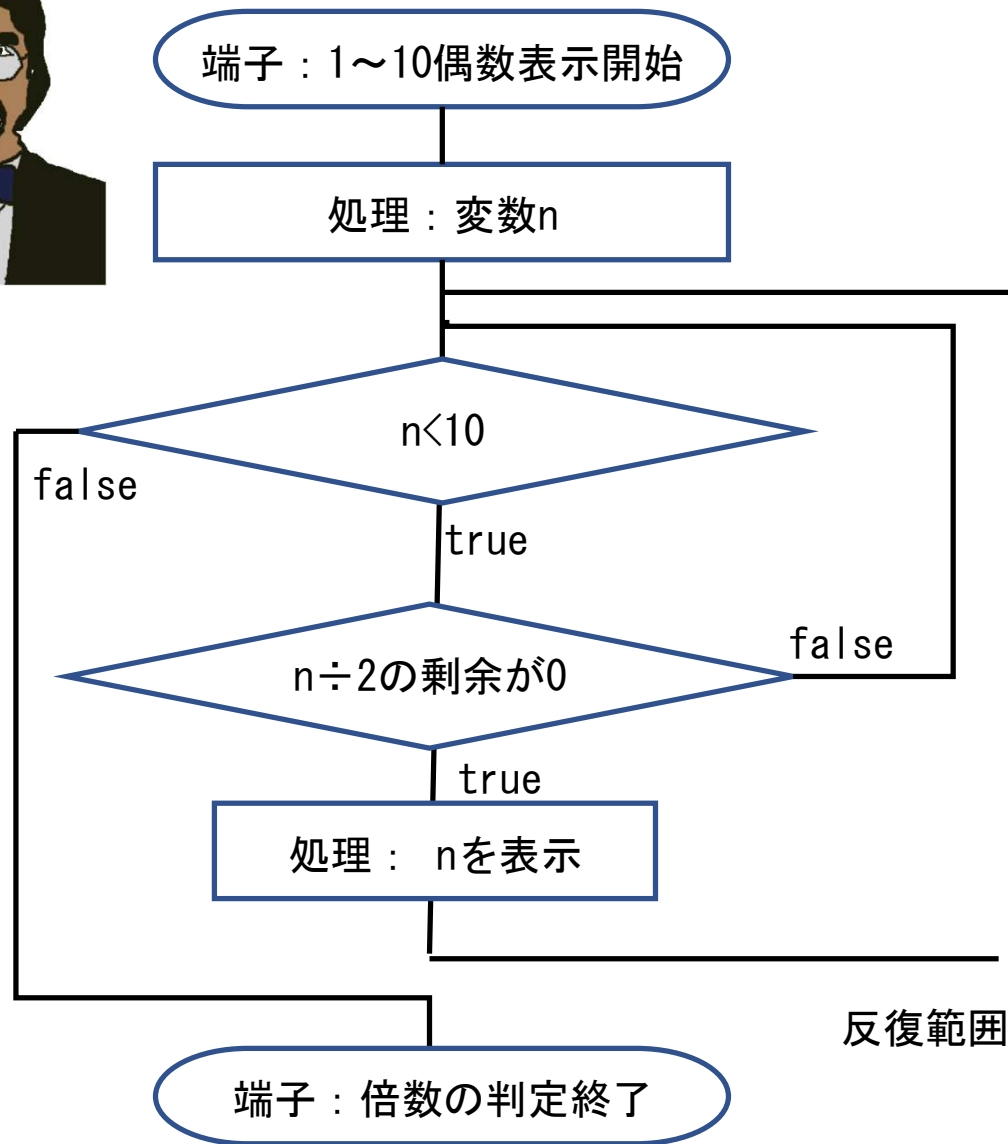 端子：1～10偶数表示開始
処理：変数n
n<10
false
true
n÷2の剰余が0
false
true
処理： nを表示
反復範囲
端子：倍数の判定終了